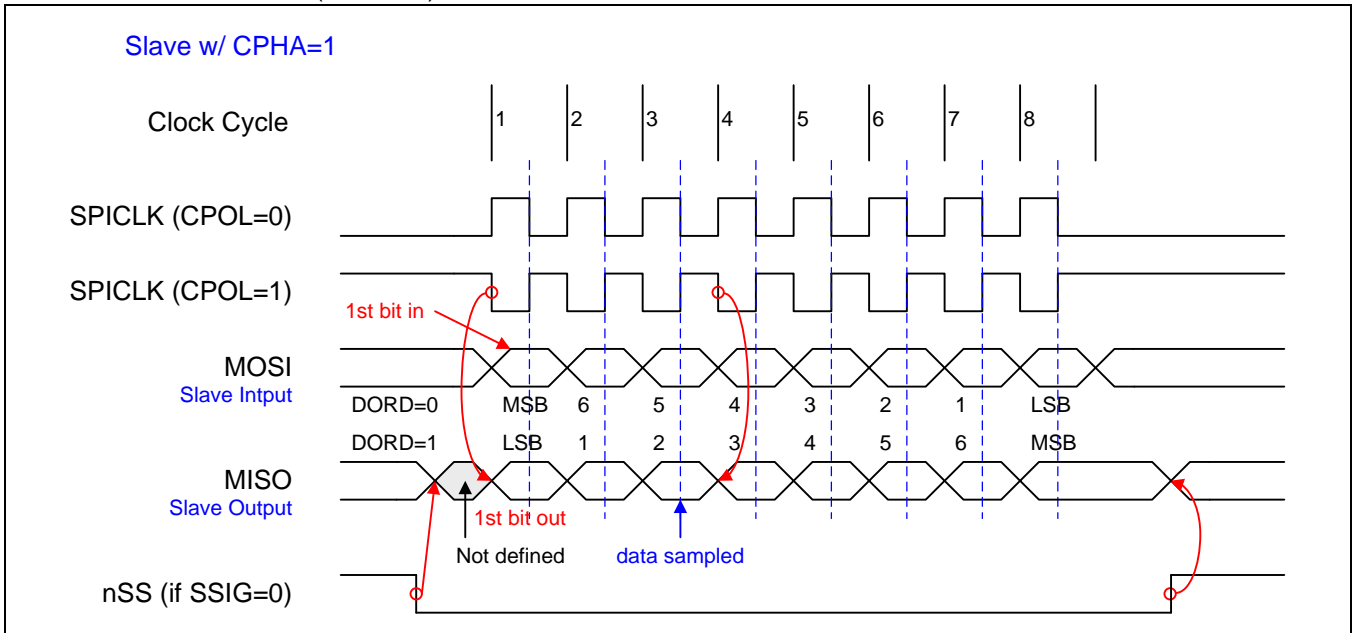 Slave w/ CPHA=1
Clock Cycle 1 2 3 4 5 6 7 8
SPICLK (CPOL=0)
SPICLK (CPOL=1)
1st bit in
MOSI
Slave Intput
DORD=0 MSB 6 5 4 3 2 1 LSB
DORD=1 LSB 1 2 3 4 5 6 MSB
MISO
Slave Output
1st bit out
Not defined data sampled
nSS (if SSIG=0)